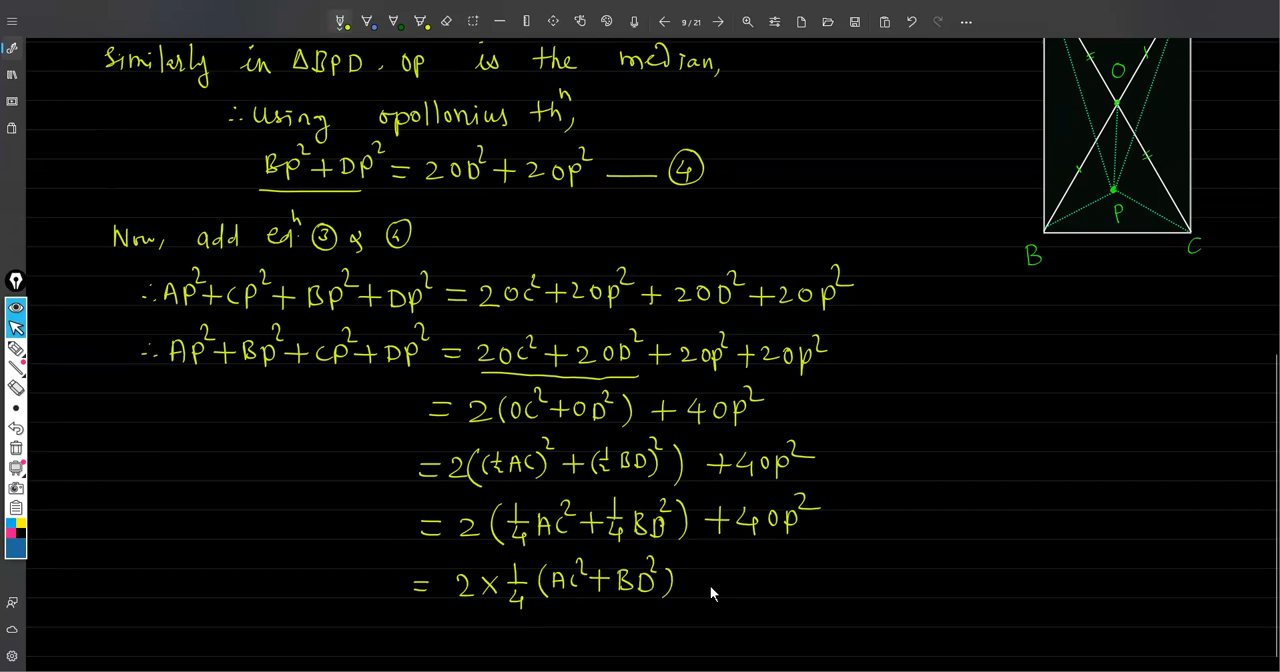 9 / 21
Similarly in ΔBPD. OP is the median,
∴ Using opollonius thⁿ,
BP² + DP² = 2OD² + 2OP² —— ④
Now, add eqⁿ. ③ & ④
∴ AP² + CP² + BP² + DP² = 2OC² + 2OP² + 2OD² + 2OP²
∴ AP² + BP² + CP² + DP² = 2OC² + 2OD² + 2OP² + 2OP²
= 2(OC² + OD²) + 4OP²
= 2((½AC)² + (½BD)²) + 4OP²
= 2(¼AC² + ¼BD²) + 4OP²
= 2 × ¼(AC² + BD²)
O
P
B
C